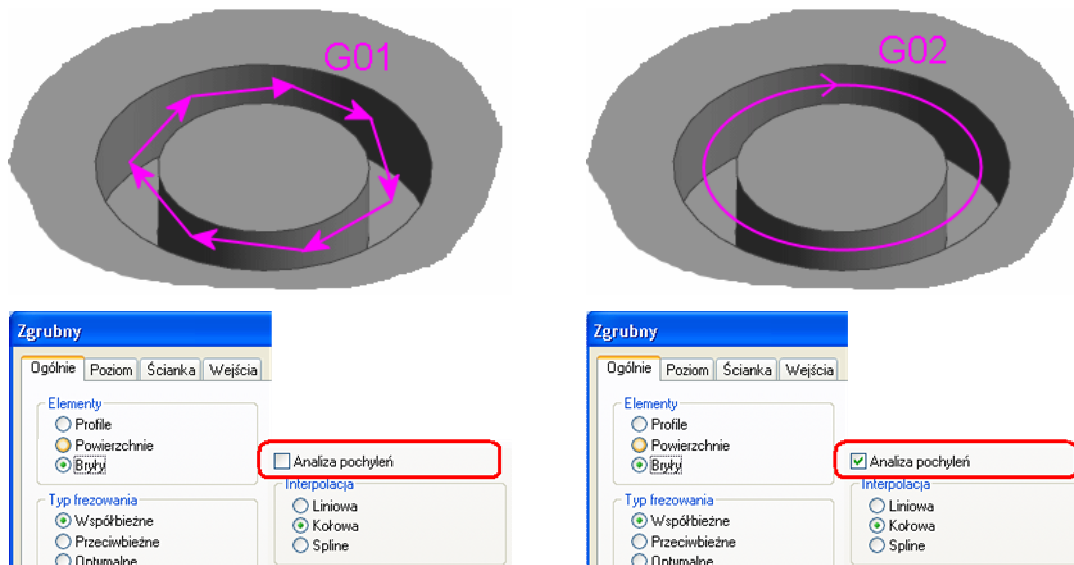 G01
G02
Zgrubny
Ogólnie Poziom Ścianka Wejścia
Elementy
Profile
Powierzchnie
Bryły
Analiza pochyleń
Interpolacja
Typ frezowania
Liniowa
Współbieżne
Kołowa
Przeciwbieżne
Spline
Optymalne
Zgrubny
Ogólnie Poziom Ścianka Wejścia
Elementy
Profile
Powierzchnie
Bryły
Analiza pochyleń
Interpolacja
Typ frezowania
Liniowa
Współbieżne
Kołowa
Przeciwbieżne
Spline
Optymalne